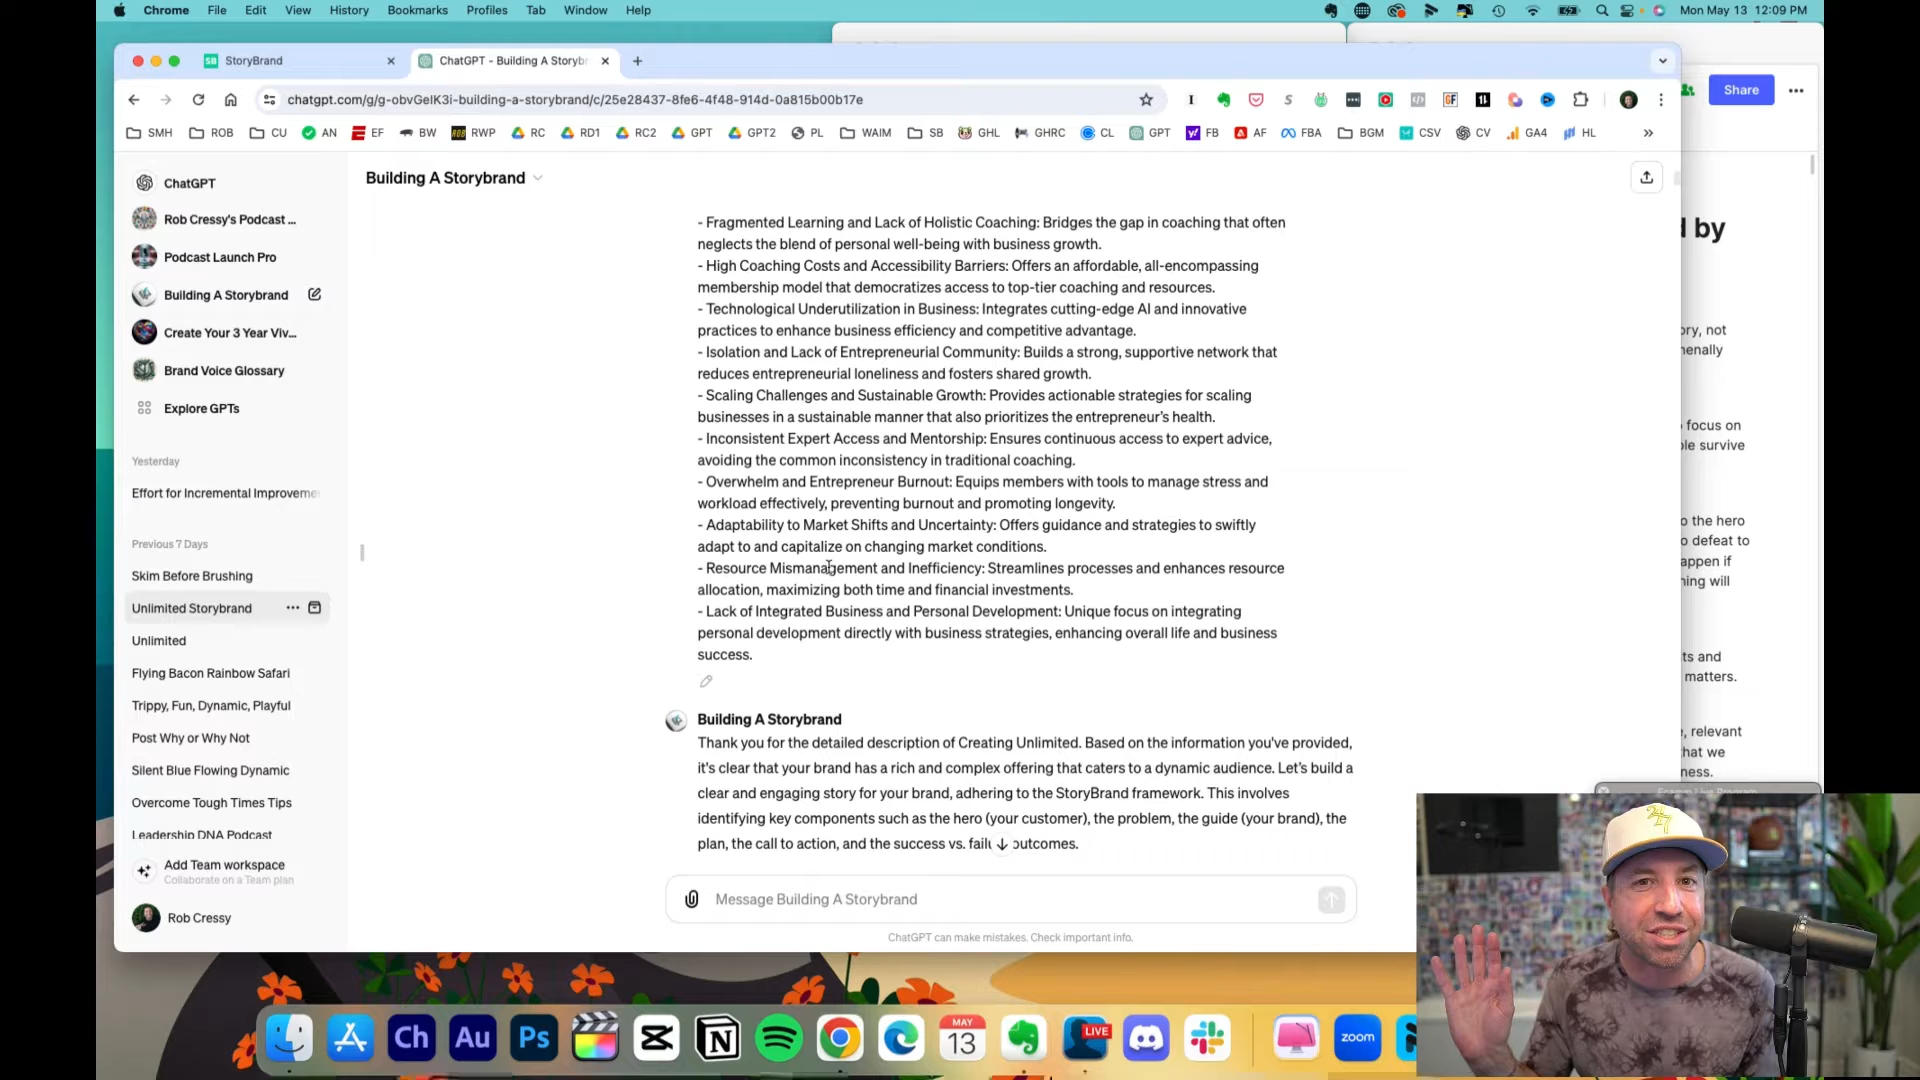 Chrome File Edit View History Bookmarks Profiles Tab Window Help
Mon May 13 12:09 PM
SB StoryBrand
ChatGPT - Building A Storybr
chatgpt.com/g/g-obvGeIK3i-building-a-storybrand/c/25e28437-8fe6-4f48-914d-0a815b00b17e
Share
SMH ROB CU AN EF BW RWP RC RD1 RC2 GPT GPT2 PL WAIM SB GHL GHRC CL GPT FB AF FBA BGM CSV CV GA4 HL
ChatGPT
Rob Cressy's Podcast ...
Podcast Launch Pro
Building A Storybrand
Create Your 3 Year Viv...
Brand Voice Glossary
Explore GPTs
Yesterday
Effort for Incremental Improveme
Previous 7 Days
Skim Before Brushing
Unlimited Storybrand
Unlimited
Flying Bacon Rainbow Safari
Trippy, Fun, Dynamic, Playful
Post Why or Why Not
Silent Blue Flowing Dynamic
Overcome Tough Times Tips
Leadership DNA Podcast
Add Team workspace
Collaborate on a Team plan
Rob Cressy
Building A Storybrand
- Fragmented Learning and Lack of Holistic Coaching: Bridges the gap in coaching that often
neglects the blend of personal well-being with business growth.
- High Coaching Costs and Accessibility Barriers: Offers an affordable, all-encompassing
membership model that democratizes access to top-tier coaching and resources.
- Technological Underutilization in Business: Integrates cutting-edge AI and innovative
practices to enhance business efficiency and competitive advantage.
- Isolation and Lack of Entrepreneurial Community: Builds a strong, supportive network that
reduces entrepreneurial loneliness and fosters shared growth.
- Scaling Challenges and Sustainable Growth: Provides actionable strategies for scaling
businesses in a sustainable manner that also prioritizes the entrepreneur's health.
- Inconsistent Expert Access and Mentorship: Ensures continuous access to expert advice,
avoiding the common inconsistency in traditional coaching.
- Overwhelm and Entrepreneur Burnout: Equips members with tools to manage stress and
workload effectively, preventing burnout and promoting longevity.
- Adaptability to Market Shifts and Uncertainty: Offers guidance and strategies to swiftly
adapt to and capitalize on changing market conditions.
- Resource Mismanagement and Inefficiency: Streamlines processes and enhances resource
allocation, maximizing both time and financial investments.
- Lack of Integrated Business and Personal Development: Unique focus on integrating
personal development directly with business strategies, enhancing overall life and business
success.
Building A Storybrand
Thank you for the detailed description of Creating Unlimited. Based on the information you've provided,
it's clear that your brand has a rich and complex offering that caters to a dynamic audience. Let's build a
clear and engaging story for your brand, adhering to the StoryBrand framework. This involves
identifying key components such as the hero (your customer), the problem, the guide (your brand), the
plan, the call to action, and the success vs. outcomes.
Message Building A Storybrand
ChatGPT can make mistakes. Check important info.
by
ory, not
focus on
ple survive
o the hero
o defeat to
appen if
ning will
ts and
matters.
, relevant
that we
ness.
24/7
Ch Au Ps
MAY
13
LIVE
zoom